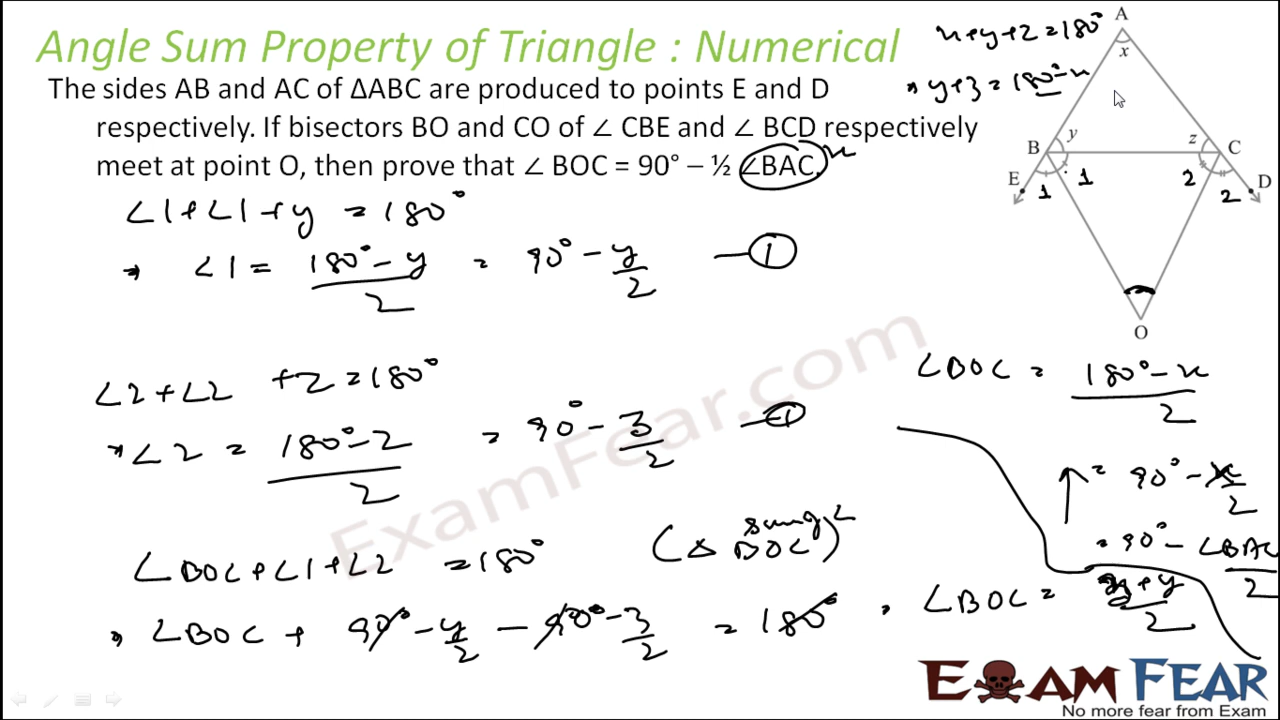 Angle Sum Property of Triangle : Numerical
The sides AB and AC of ΔABC are produced to points E and D
respectively. If bisectors BO and CO of ∠ CBE and ∠ BCD respectively
meet at point O, then prove that ∠ BOC = 90° – ½ ∠BAC. x
x+y+z=180°
⇒ y+z = 180°-x
A
x
B
y
z
C
E
1
1
2
2
D
O
∠1+∠1+y = 180°
⇒ ∠1 = (180°-y)/2 = 90° - y/2 —①
∠2+∠2 +z = 180°
⇒ ∠2 = (180°-z)/2 = 90° - z/2
∠BOC+∠1+∠2 = 180° (Δ BOC)
⇒ ∠BOC + 90° - y/2 - 90° - z/2 = 180°
⇒ ∠BOC = z+y/2
∠BOC = (180°-x)/2
= 90° - x/2
= 90° - ∠BAC/2
ExamFear.com
EXAM FEAR
No more fear from Exam